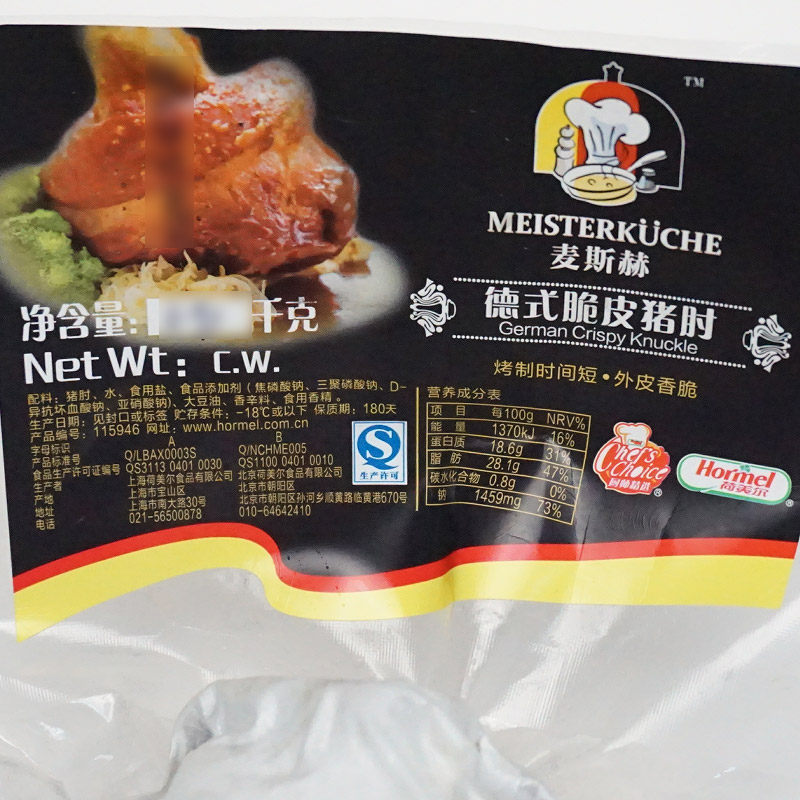 TM
MEISTERKÜCHE
麦斯赫
德式脆皮猪肘
German Crispy Knuckle
烤制时间短·外皮香脆
净含量: 千克
Net Wt: C.W.
配料: 猪肘、水、食用盐、食品添加剂(焦磷酸钠、三聚磷酸钠、D-
异抗坏血酸钠、亚硝酸钠)、大豆油、香辛料、食用香精。
生产日期: 见封口或标签 贮存条件: -18℃或以下 保质期: 180天
产品编号: 115946 网址: www.hormel.com.cn
字母标识 A B
产品标准号 Q/LBAX0003S Q/NCHME005
食品生产许可证编号 QS3113 0401 0030 QS1100 0401 0010
生产者 上海荷美尔食品有限公司 北京荷美尔食品有限公司
产地 上海市宝山区 北京市朝阳区
地址 上海市南大路30号 北京市朝阳区孙河乡顺黄路临黄港670号
电话 021-56500878 010-64642410
S
生产许可
营养成分表
项目 每100g NRV%
能量 1370kJ 16%
蛋白质 18.6g 31%
脂肪 28.1g 47%
碳水化合物 0.8g 0%
钠 1459mg 73%
Chef's
Choice
厨师精选
®
Hormel
荷美尔
®